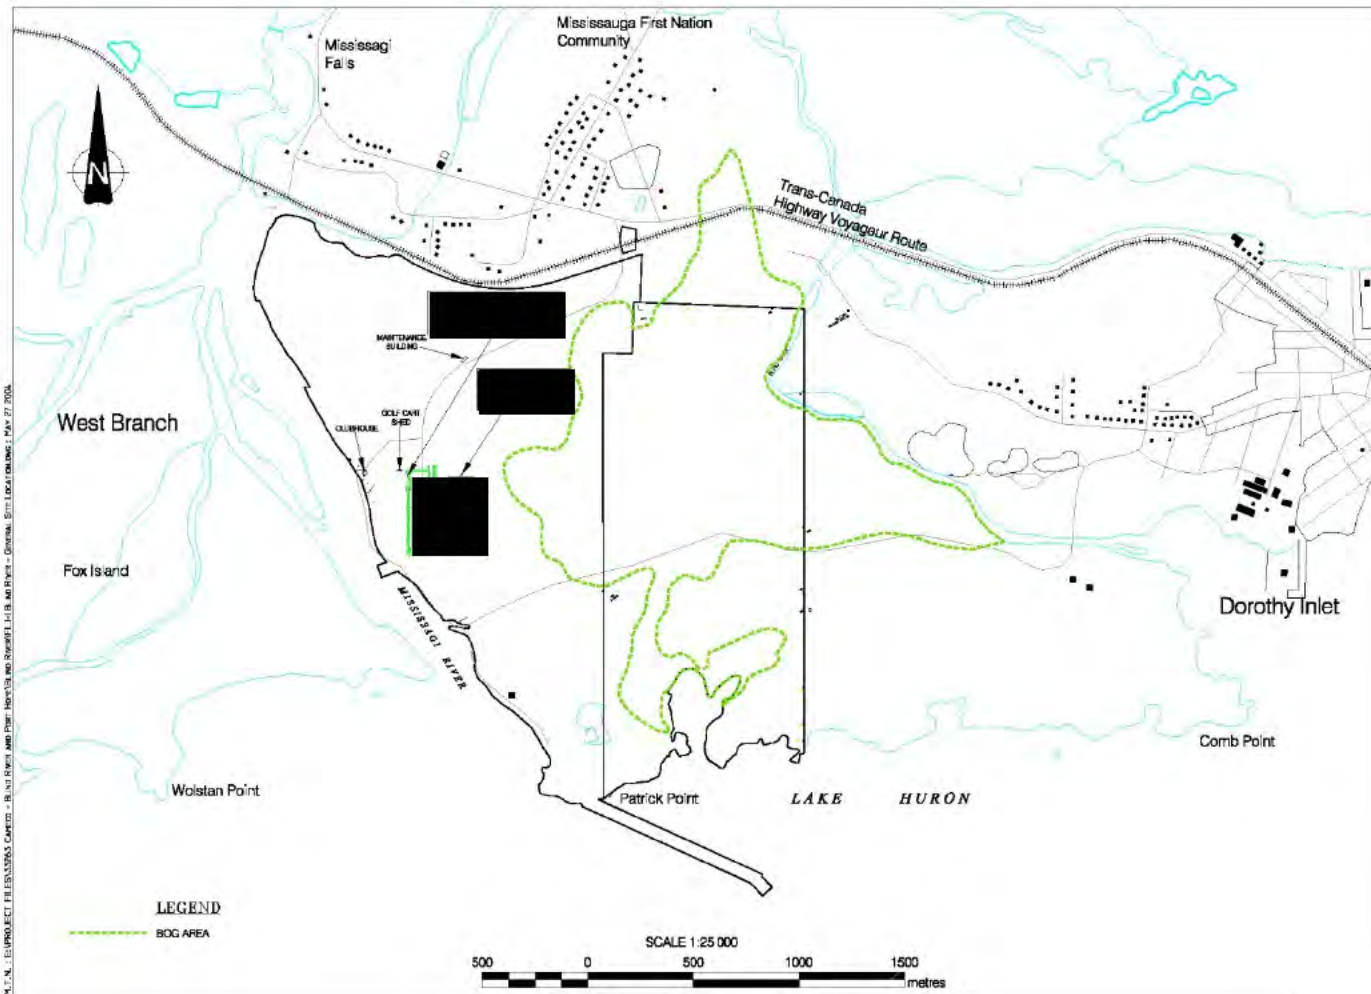 Mississagi
Falls
Mississauga First Nation
Community
N
Trans-Canada
Highway Voyageur Route
MAINTENANCE
BUILDING
GOLF CART
SHED
CLUBHOUSE
West Branch
Fox Island
MISSISSAGI RIVER
Dorothy Inlet
Comb Point
Wolstan Point
Patrick Point
LAKE HURON
LEGEND
BOG AREA
SCALE 1:25 000
500 0 500 1000 1500
metres